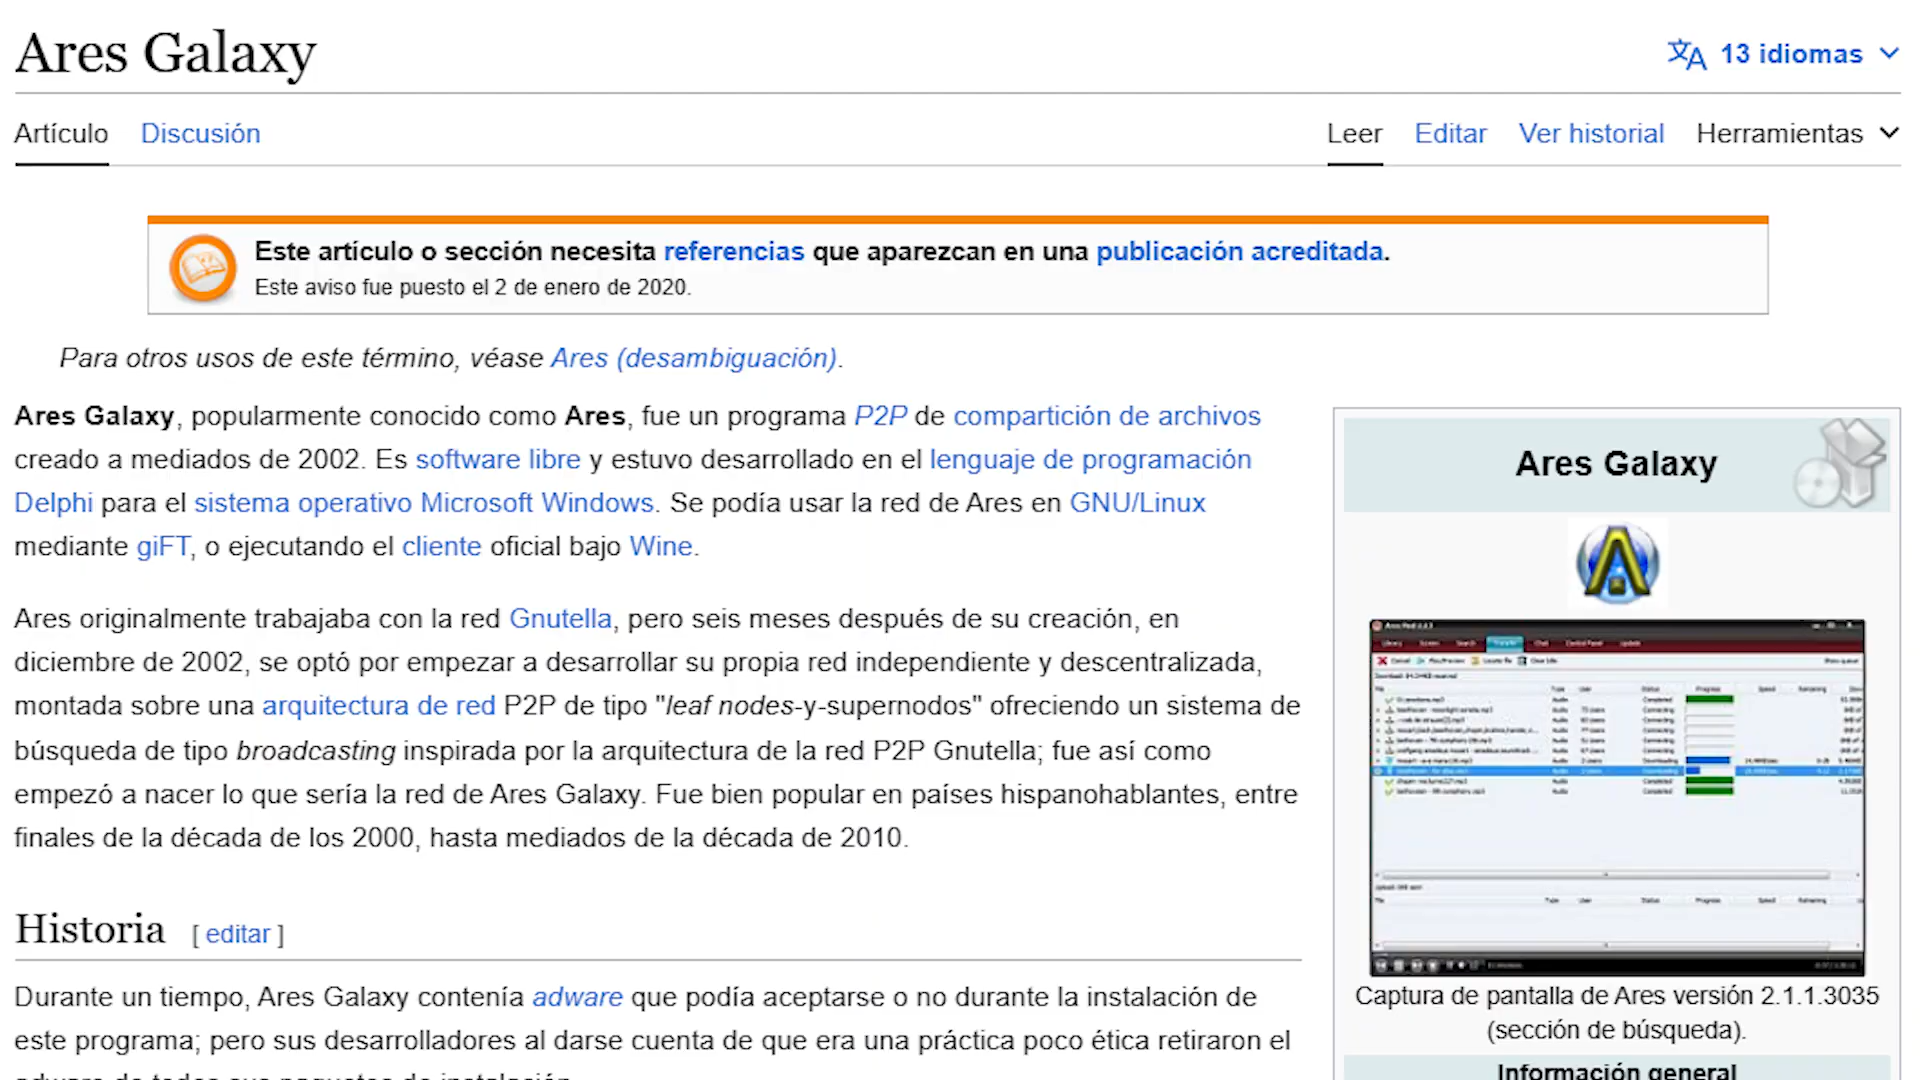 Ares Galaxy
13 idiomas
Artículo Discusión
Leer Editar Ver historial Herramientas
Este artículo o sección necesita referencias que aparezcan en una publicación acreditada.
Este aviso fue puesto el 2 de enero de 2020.
Para otros usos de este término, véase Ares (desambiguación).
Ares Galaxy, popularmente conocido como Ares, fue un programa P2P de compartición de archivos
creado a mediados de 2002. Es software libre y estuvo desarrollado en el lenguaje de programación
Delphi para el sistema operativo Microsoft Windows. Se podía usar la red de Ares en GNU/Linux
mediante giFT, o ejecutando el cliente oficial bajo Wine.
Ares originalmente trabajaba con la red Gnutella, pero seis meses después de su creación, en
diciembre de 2002, se optó por empezar a desarrollar su propia red independiente y descentralizada,
montada sobre una arquitectura de red P2P de tipo "leaf nodes-y-supernodos" ofreciendo un sistema de
búsqueda de tipo broadcasting inspirada por la arquitectura de la red P2P Gnutella; fue así como
empezó a nacer lo que sería la red de Ares Galaxy. Fue bien popular en países hispanohablantes, entre
finales de la década de los 2000, hasta mediados de la década de 2010.
Historia [ editar ]
Durante un tiempo, Ares Galaxy contenía adware que podía aceptarse o no durante la instalación de
este programa; pero sus desarrolladores al darse cuenta de que era una práctica poco ética retiraron el
adware de todos sus paquetes de instalación.
Ares Galaxy
Captura de pantalla de Ares versión 2.1.1.3035
(sección de búsqueda).
Información general